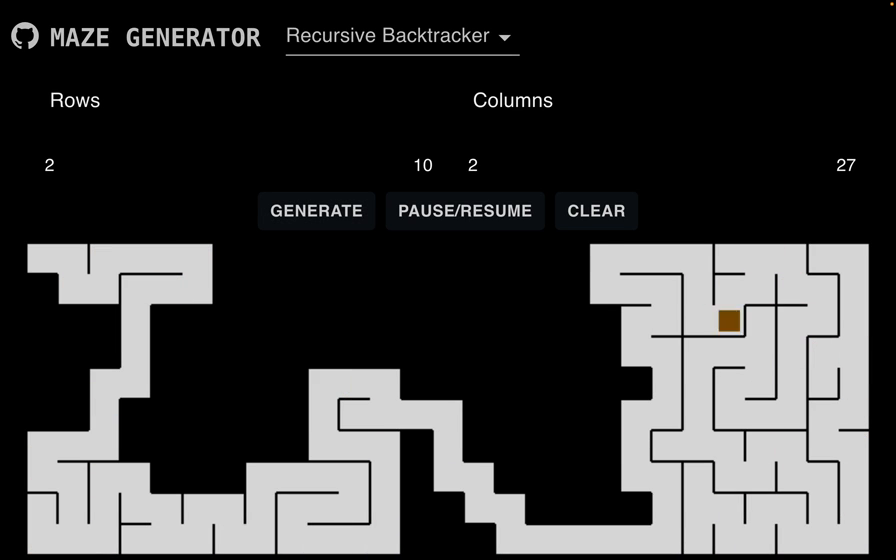 MAZE GENERATOR
Recursive Backtracker
Rows
Columns
2
10
2
27
GENERATE
PAUSE/RESUME
CLEAR